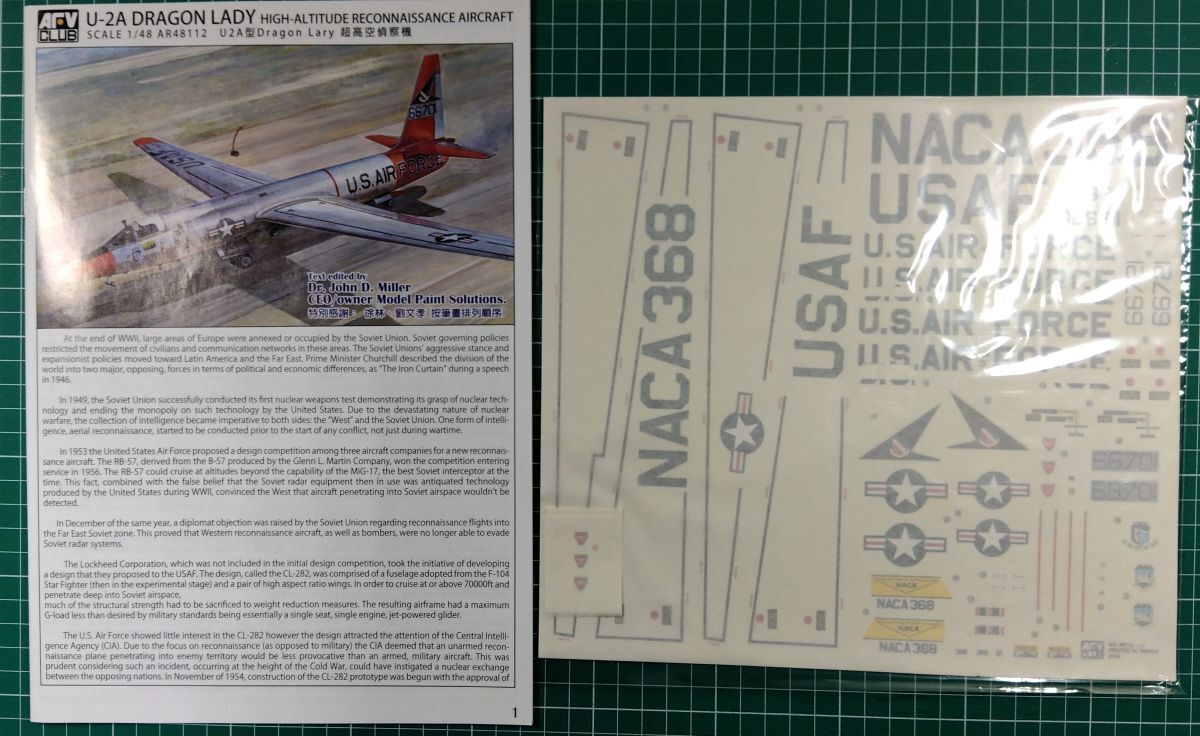 AFV CLUB
U-2A DRAGON LADY HIGH-ALTITUDE RECONNAISSANCE AIRCRAFT
SCALE 1/48 AR48112 U2A型Dragon Lary 超高空偵察機
66701
U.S. AIR FORCE
Text edited by
Dr. John D. Miller
CEO/owner Model Paint Solutions.
特別感謝：徐林、劉文孝(按筆畫排列順序)
At the end of WWII, large areas of Europe were annexed or occupied by the Soviet Union. Soviet governing policies
restricted the movement of civilians and communication networks in these areas. The Soviet Unions' aggressive stance and
expansionist policies moved toward Latin America and the Far East. Prime Minister Churchill described the division of the
world into two major, opposing, forces in terms of political and economic differences, as "The Iron Curtain" during a speech
in 1946.
In 1949, the Soviet Union successfully conducted its first nuclear weapons test demonstrating its grasp of nuclear tech-
nology and ending the monopoly on such technology by the United States. Due to the devastating nature of nuclear
warfare, the collection of intelligence became imperative to both sides: the "West" and the Soviet Union. One form of intelli-
gence, aerial reconnaissance, started to be conducted prior to the start of any conflict, not just during wartime.
In 1953 the United States Air Force proposed a design competition among three aircraft companies for a new reconnais-
sance aircraft. The RB-57, derived from the B-57 produced by the Glenn L. Martin Company, won the competition entering
service in 1956. The RB-57 could cruise at altitudes beyond the capability of the MiG-17, the best Soviet interceptor at the
time. This fact, combined with the false belief that the Soviet radar equipment then in use was antiquated technology
produced by the United States during WWII, convinced the West that aircraft penetrating into Soviet airspace wouldn't be
detected.
In December of the same year, a diplomat objection was raised by the Soviet Union regarding reconnaissance flights into
the Far East Soviet zone. This proved that Western reconnaissance aircraft, as well as bombers, were no longer able to evade
Soviet radar systems.
The Lockheed Corporation, which was not included in the initial design competition, took the initiative of developing
a design that they proposed to the USAF. The design, called the CL-282, was comprised of a fuselage adopted from the F-104
Star Fighter (then in the experimental stage) and a pair of high aspect ratio wings. In order to cruise at or above 70000ft and
penetrate deep into Soviet airspace,
much of the structural strength had to be sacrificed to weight reduction measures. The resulting airframe had a maximum
G-load less than desired by military standards being essentially a single seat, single engine, jet-powered glider.
The U.S. Air Force showed little interest in the CL-282 however the design attracted the attention of the Central Intelli-
gence Agency (CIA). Due to the focus on reconnaissance (as opposed to military) the CIA deemed that an unarmed recon-
naissance plane penetrating into enemy territory would be less provocative than an armed, military aircraft. This was
prudent considering such an incident, occurring at the height of the Cold War, could have instigated a nuclear exchange
between the opposing nations. In November of 1954, construction of the CL-282 prototype was begun with the approval of
1
NACA 368
USAF
NACA 368
USAF
U.S. AIR FORCE
U.S. AIR FORCE
U.S. AIR FORCE
U.S. AIR FORCE
66721
66721
66701
66701
NACA
NACA 368
NACA
NACA 368
AFV CLUB